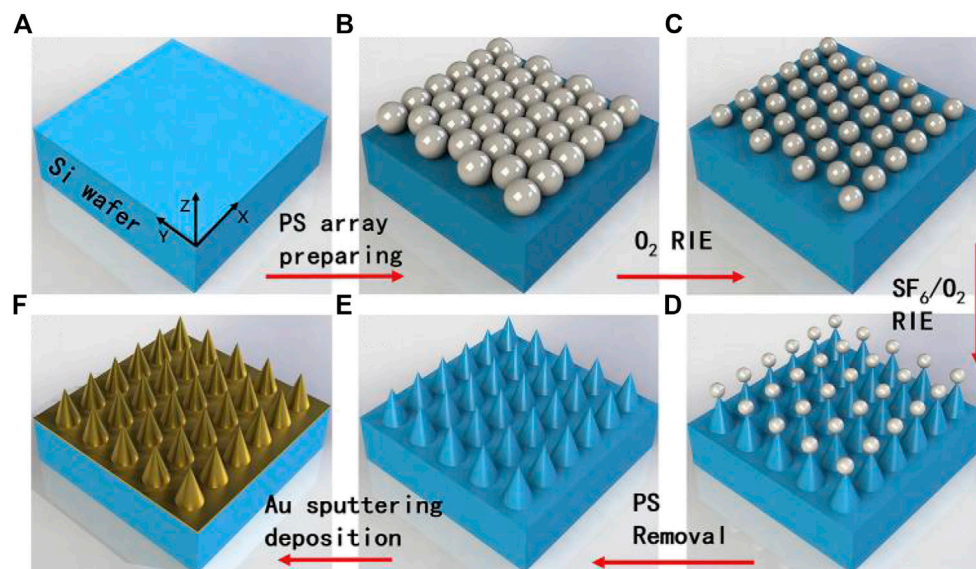 A
B
C
Si wafer
Z
X
Y
PS array
preparing
O₂ RIE
SF₆/O₂
RIE
F
E
D
Au sputtering
deposition
PS
Removal